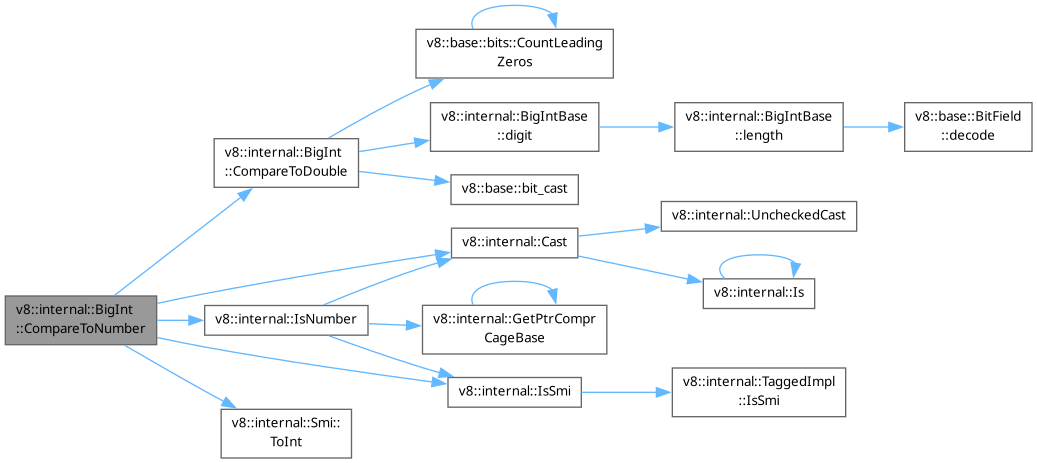 v8::base::bits::CountLeading
Zeros
v8::internal::BigIntBase
::digit
v8::internal::BigIntBase
::length
v8::base::BitField
::decode
v8::internal::BigInt
::CompareToDouble
v8::base::bit_cast
v8::internal::UncheckedCast
v8::internal::Cast
v8::internal::Is
v8::internal::BigInt
::CompareToNumber
v8::internal::IsNumber
v8::internal::GetPtrCompr
CageBase
v8::internal::IsSmi
v8::internal::TaggedImpl
::IsSmi
v8::internal::Smi::
ToInt